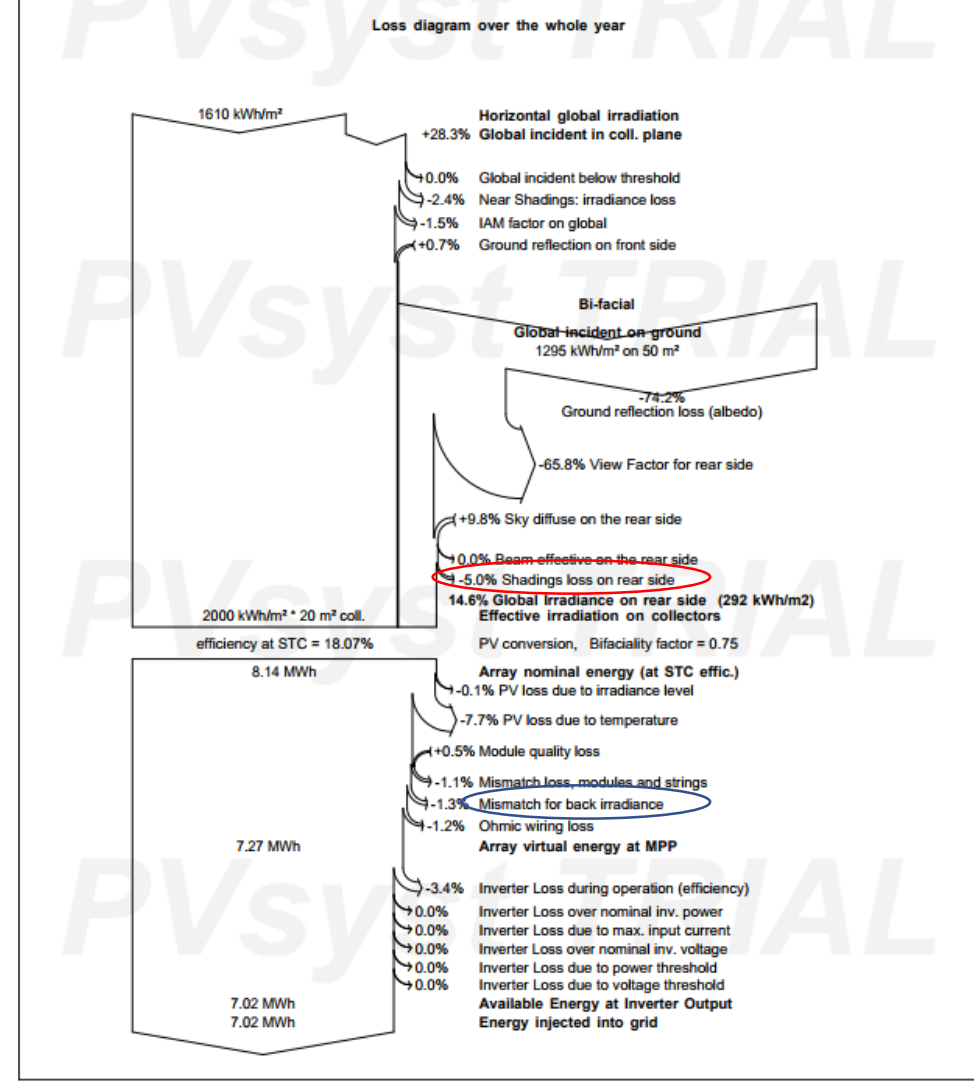 PVsyst TRIAL
Loss diagram over the whole year
1610 kWh/m² Horizontal global irradiation
+28.3% Global incident in coll. plane
0.0% Global incident below threshold
-2.4% Near Shadings: irradiance loss
-1.5% IAM factor on global
+0.7% Ground reflection on front side
PVsyst TRIAL
Bi-facial
Global incident on ground
1295 kWh/m² on 50 m²
-74.2%
Ground reflection loss (albedo)
-65.8% View Factor for rear side
+9.8% Sky diffuse on the rear side
0.0% Beam effective on the rear side
-5.0% Shadings loss on rear side
PVsyst TRIAL
14.6% Global Irradiance on rear side (292 kWh/m2)
2000 kWh/m² * 20 m² coll. Effective irradiation on collectors
efficiency at STC = 18.07% PV conversion, Bifaciality factor = 0.75
8.14 MWh Array nominal energy (at STC effic.)
-0.1% PV loss due to irradiance level
-7.7% PV loss due to temperature
+0.5% Module quality loss
-1.1% Mismatch loss, modules and strings
-1.3% Mismatch for back irradiance
-1.2% Ohmic wiring loss
7.27 MWh Array virtual energy at MPP
PVsyst TRIAL
-3.4% Inverter Loss during operation (efficiency)
0.0% Inverter Loss over nominal inv. power
0.0% Inverter Loss due to max. input current
0.0% Inverter Loss over nominal inv. voltage
0.0% Inverter Loss due to power threshold
0.0% Inverter Loss due to voltage threshold
7.02 MWh Available Energy at Inverter Output
7.02 MWh Energy injected into grid